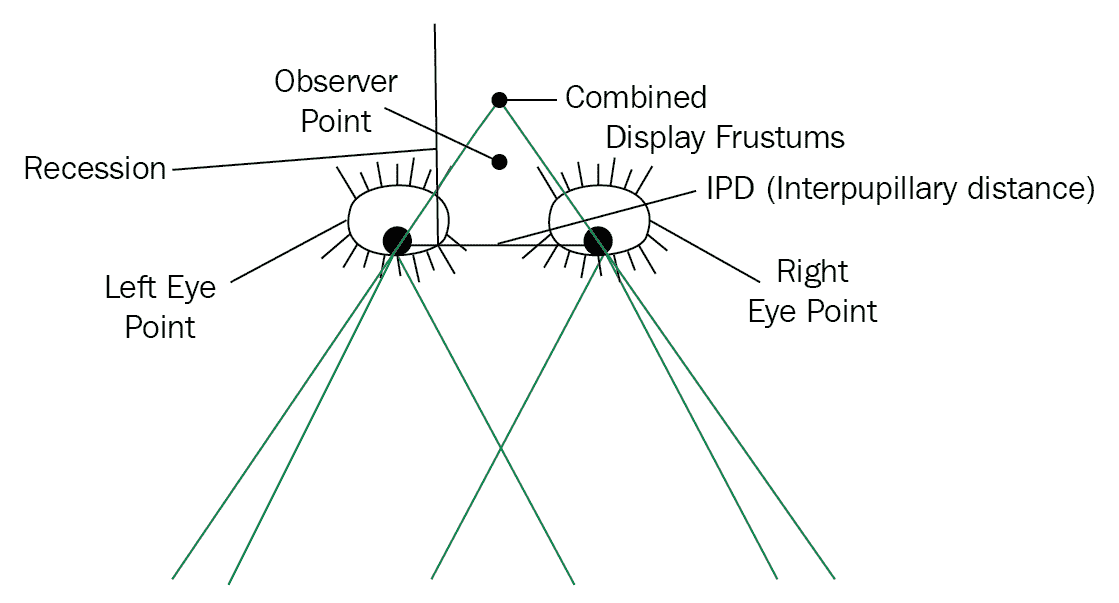 Observer
Point
Combined
Display Frustums
Recession
IPD (Interpupillary distance)
Left Eye
Point
Right
Eye Point